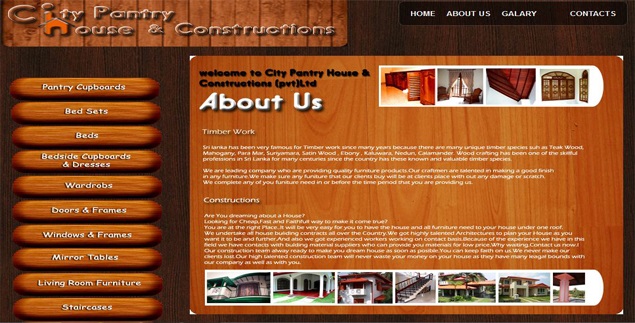 City Pantry
House & Constructions
HOME ABOUT US GALARY CONTACTS
Pantry Cupboards
Bed Sets
Beds
Bedside Cupboards
& Dresses
Wardrobs
Doors & Frames
Windows & Frames
Mirror Tables
Living Room Furniture
Staircases
weloome to City Pantry House &
Constructions (pvt)Ltd
About Us
Timber Work
Sri lanka has been very famous for Timber work since many years because there are many unique timber species suh as Teak Wood,
Mahogany, Para Mar, Suriyamara, Satin Wood , Ebony , Kaluwara, Nedun, Calamander. Wood crafting has been one of the skilful
professions in Sri Lanka for many centuries since the country has these known and valuable timber species.
We are leading company who are providing quality furniture products.Our craftmen are talented in making a good finish
in any furniture.We make sure any furniture that our clients buy will be at clients place with out any damage or scratch.
We complete any of you furniture need in or before the time period that you are providing us.
Constructions
Are You dreaming about a House?
Looking for Cheap,Fast and Faithfull way to make it come true?
You are at the right Place..It will be very easy for you to have the house and all furniture need to your house under one roof
We undertake all house building contracts all over the Country.We got highly talented Architectures to plan your House as you
want it to be and further.And also we got experienced workers working on contact basis.Because of the experience we have in this
field we have contacts with building material suppliers who can provide you materials for low price.Why waiting Contact us now.!
Our construction team alway ready to make you dream house as soon as posible.You can keep faith on us.We never make our
clients lost.Our high talented construction team will never waste your money on your house as they have many leagal bounds with
our company as well as with you.